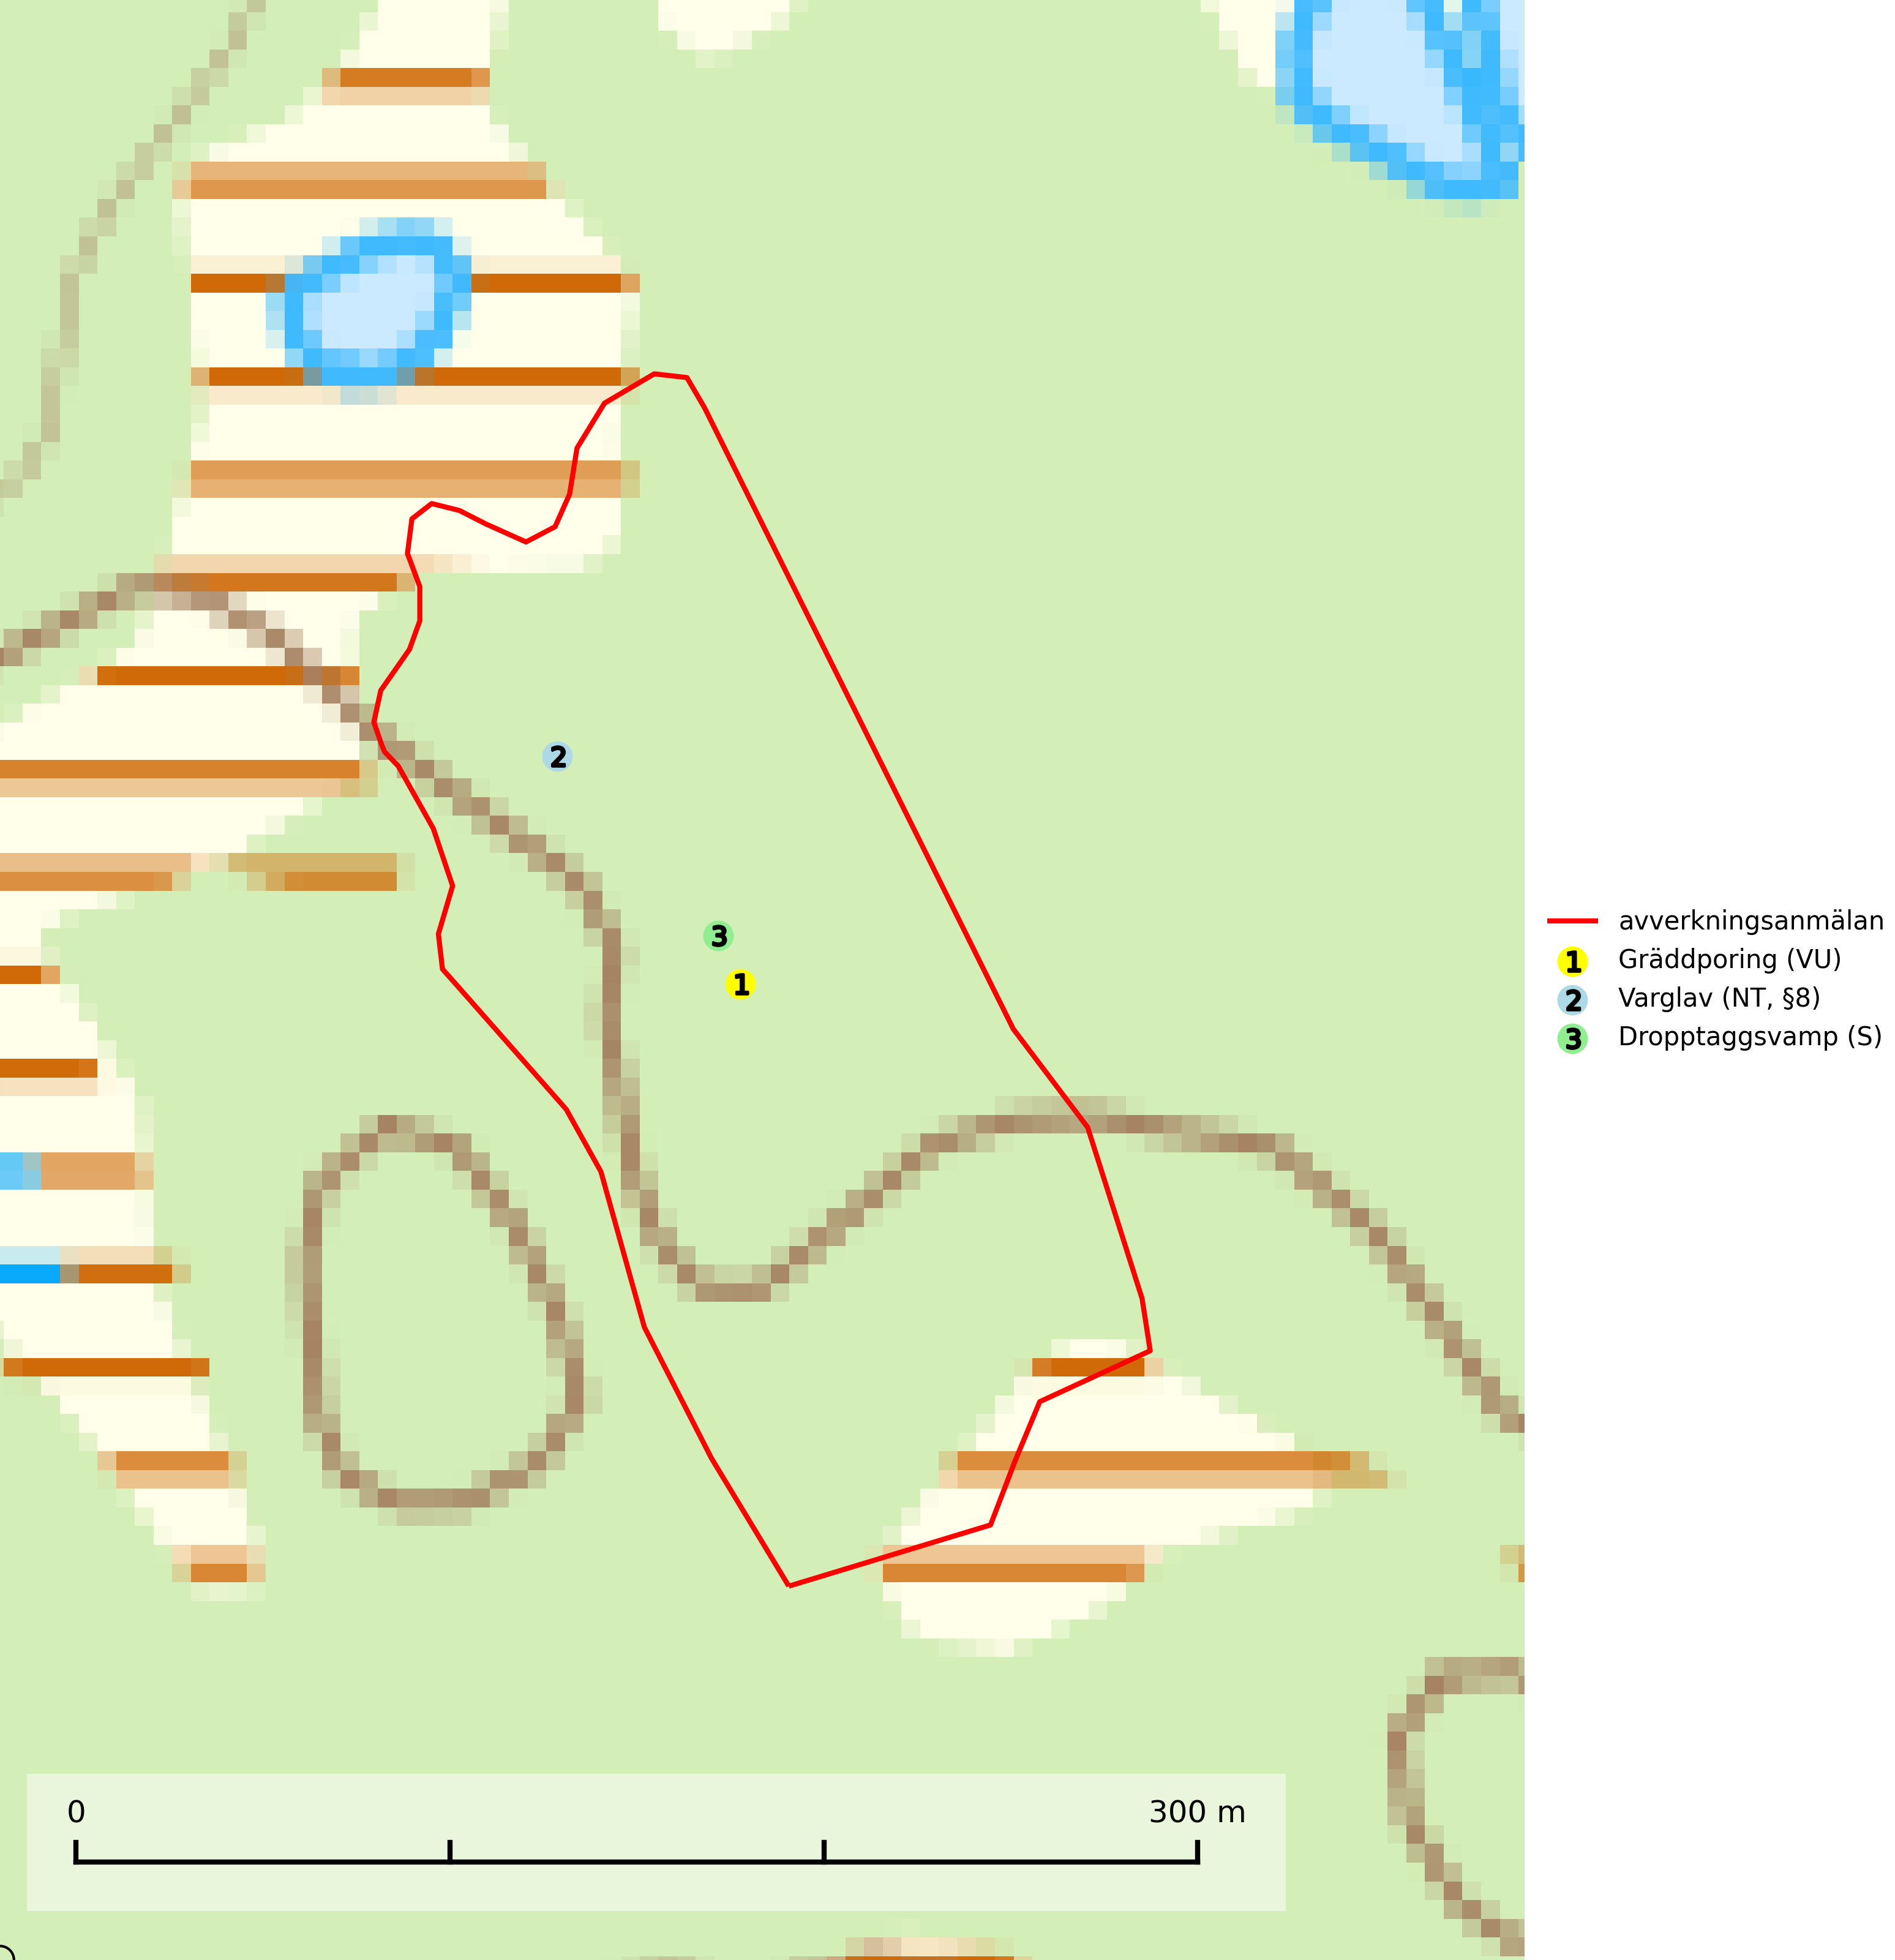 2
3
1
avverkningsanmälan
1 Gräddporing (VU)
2 Varglav (NT, §8)
3 Dropptaggsvamp (S)
0 300 m